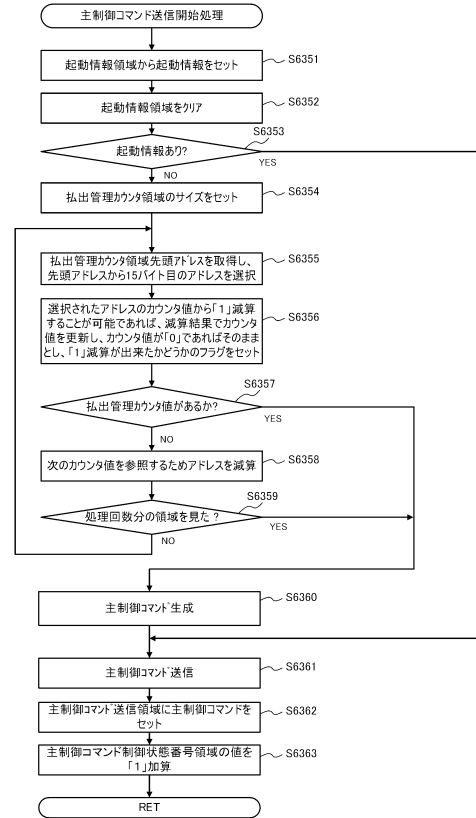 主制御コマンド送信開始処理
起動情報領域から起動情報をセット
S6351
起動情報領域をクリア
S6352
起動情報あり?
S6353
YES
NO
払出管理カウンタ領域のサイズをセット
S6354
払出管理カウンタ領域先頭アドレスを取得し、
先頭アドレスから15バイト目のアドレスを選択
S6355
選択されたアドレスのカウンタ値から「1」減算
することが可能であれば、減算結果でカウンタ
値を更新し、カウンタ値が「0」であればそのまま
とし、「1」減算が出来たかどうかのフラグをセット
S6356
払出管理カウンタ値があるか?
S6357
YES
NO
次のカウンタ値を参照するためアドレスを減算
S6358
処理回数分の領域を見た?
S6359
YES
NO
主制御コマンド生成
S6360
主制御コマンド送信
S6361
主制御コマンド送信領域に主制御コマンドを
セット
S6362
主制御コマンド制御状態番号領域の値を
「1」加算
S6363
RET